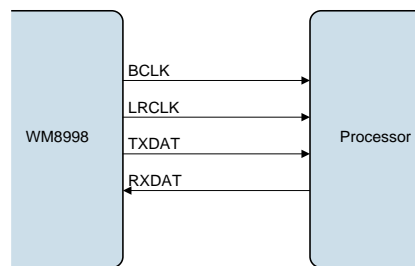 BCLK
LRCLK
WM8998
TXDAT
Processor
RXDAT